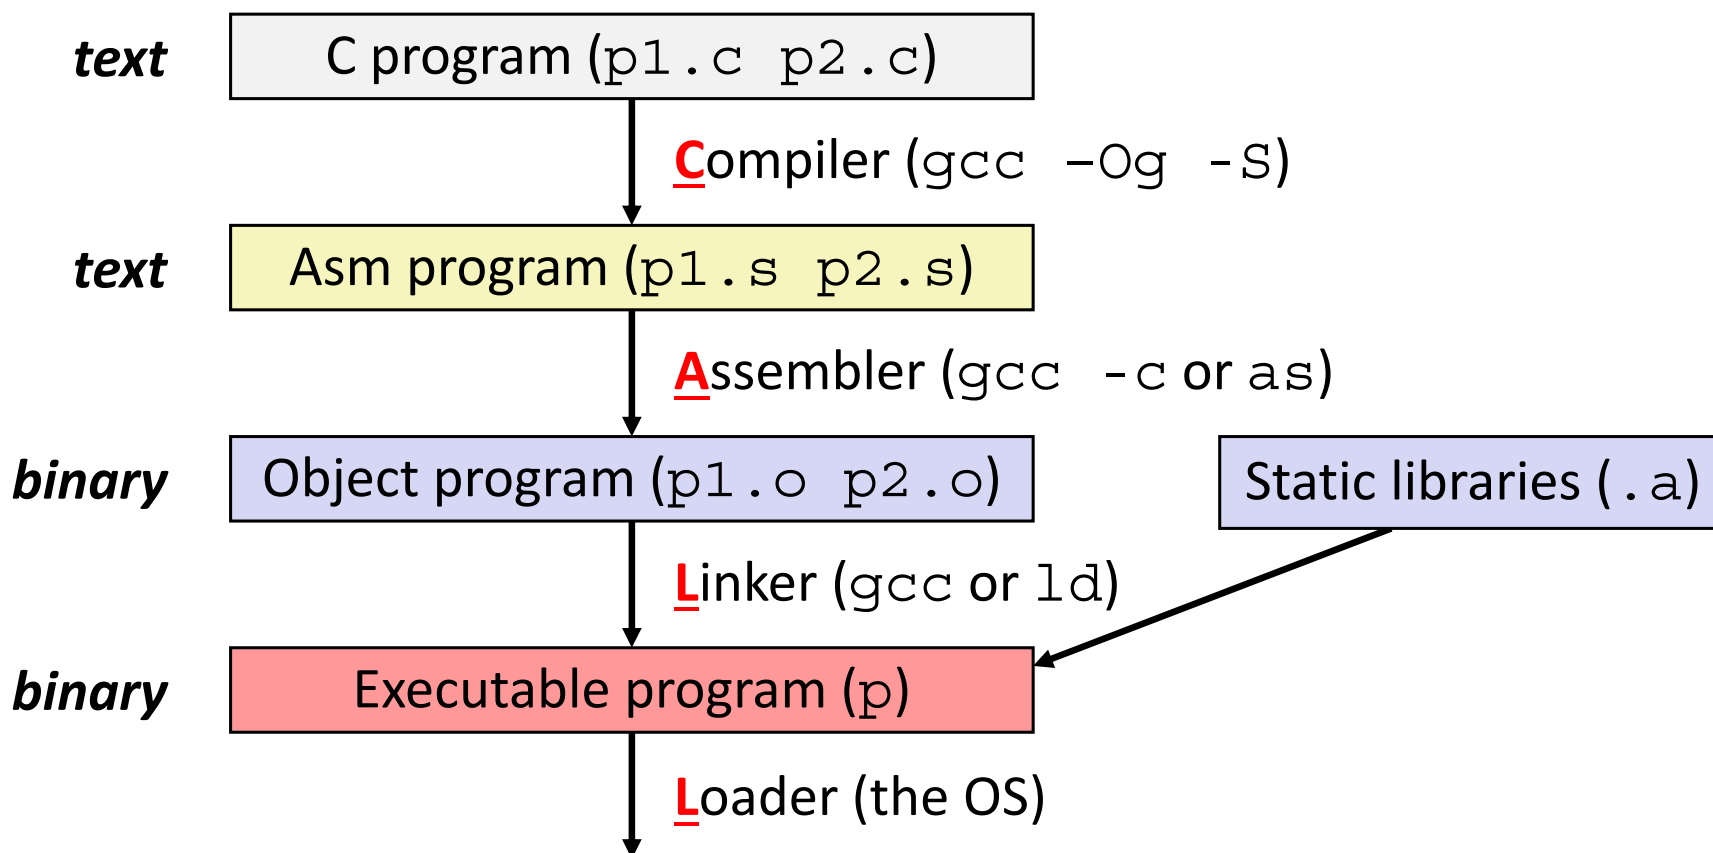 text C program (p1.c p2.c)
Compiler (gcc –Og -S)
text Asm program (p1.s p2.s)
Assembler (gcc -c or as)
binary Object program (p1.o p2.o) Static libraries (.a)
Linker (gcc or ld)
binary Executable program (p)
Loader (the OS)